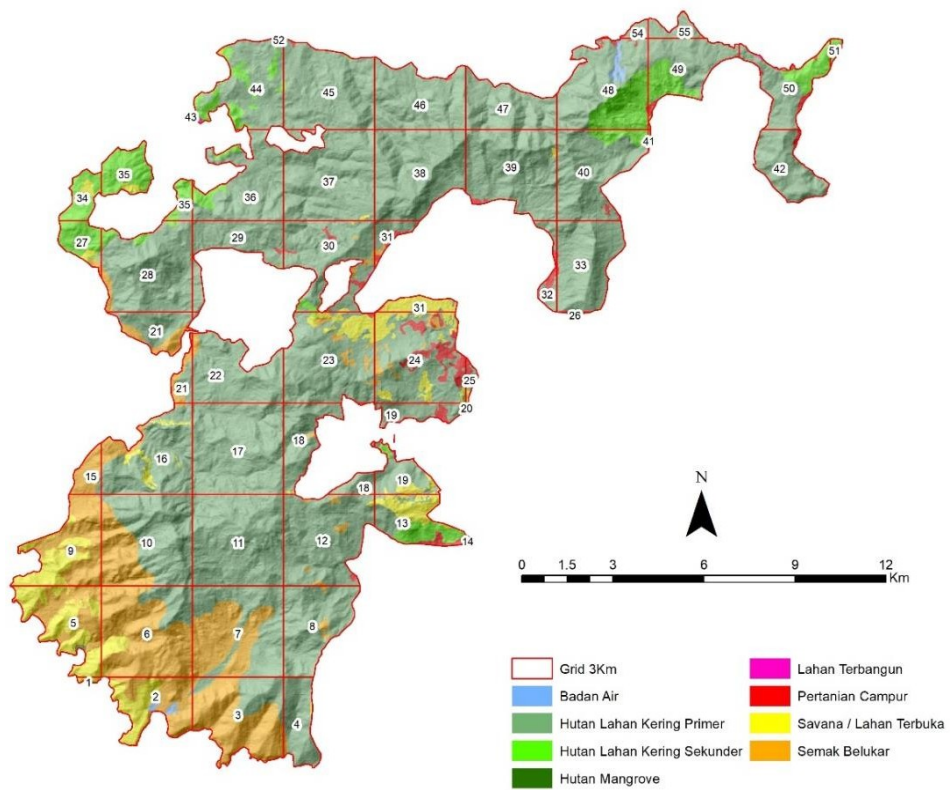 54 55
52 51
44 45 46 47 48 49 50
43
41
35 36 37 38 39 40 42
34 35
27 28 29 30 31 33
32
26
21 31
22 23 24 25
21 20
19
16 17 18
15 18 19
N
9 10 11 12 13 14
0 1.5 3 6 9 12
Km
5 6 7 8
1 2 3 4
Grid 3Km
Badan Air
Hutan Lahan Kering Primer
Hutan Lahan Kering Sekunder
Hutan Mangrove
Lahan Terbangun
Pertanian Campur
Savana / Lahan Terbuka
Semak Belukar